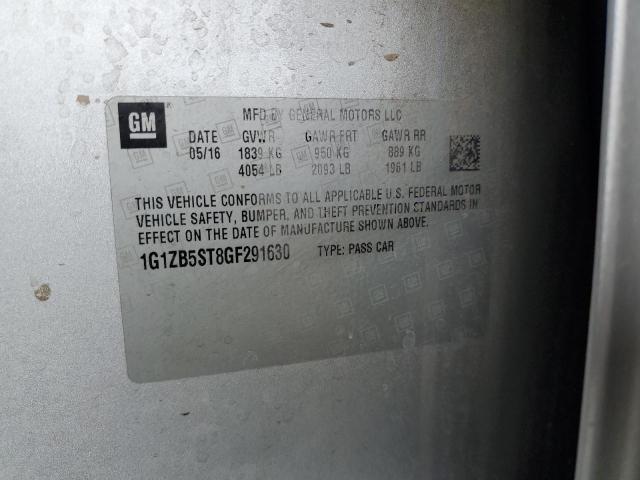 GM
MFD BY GENERAL MOTORS LLC
DATE GVWR GAWR FRT GAWR RR
05/16 1839 KG 950 KG 889 KG
4054 LB 2093 LB 1961 LB
THIS VEHICLE CONFORMS TO ALL APPLICABLE U.S. FEDERAL MOTOR
VEHICLE SAFETY, BUMPER, AND THEFT PREVENTION STANDARDS IN
EFFECT ON THE DATE OF MANUFACTURE SHOWN ABOVE.
1G1ZB5ST8GF291630 TYPE: PASS CAR